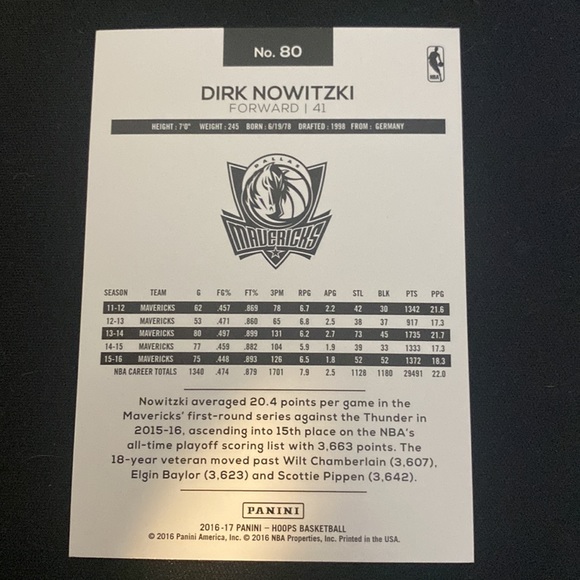 No. 80
NBA
DIRK NOWITZKI
FORWARD | 41
HEIGHT : 7'0" WEIGHT : 245 BORN : 6/19/78 DRAFTED : 1998 FROM : GERMANY
DALLAS
MAVERICKS
SEASON TEAM G FG% FT% 3PM RPG APG STL BLK PTS PPG
11-12 MAVERICKS 62 .457 .869 78 6.7 2.2 42 30 1342 21.6
12-13 MAVERICKS 53 .471 .860 65 6.8 2.5 38 37 917 17.3
13-14 MAVERICKS 80 .497 .899 131 6.2 2.7 73 45 1735 21.7
14-15 MAVERICKS 77 .459 .882 104 5.9 1.9 39 33 1333 17.3
15-16 MAVERICKS 75 .448 .893 126 6.5 1.8 52 52 1372 18.3
NBA CAREER TOTALS 1340 .474 .879 1701 7.9 2.5 1128 1180 29491 22.0
Nowitzki averaged 20.4 points per game in the
Mavericks' first-round series against the Thunder in
2015-16, ascending into 15th place on the NBA's
all-time playoff scoring list with 3,663 points. The
18-year veteran moved past Wilt Chamberlain (3,607),
Elgin Baylor (3,623) and Scottie Pippen (3,642).
PANINI
2016-17 PANINI – HOOPS BASKETBALL
© 2016 Panini America, Inc. © 2016 NBA Properties, Inc. Printed in the USA.